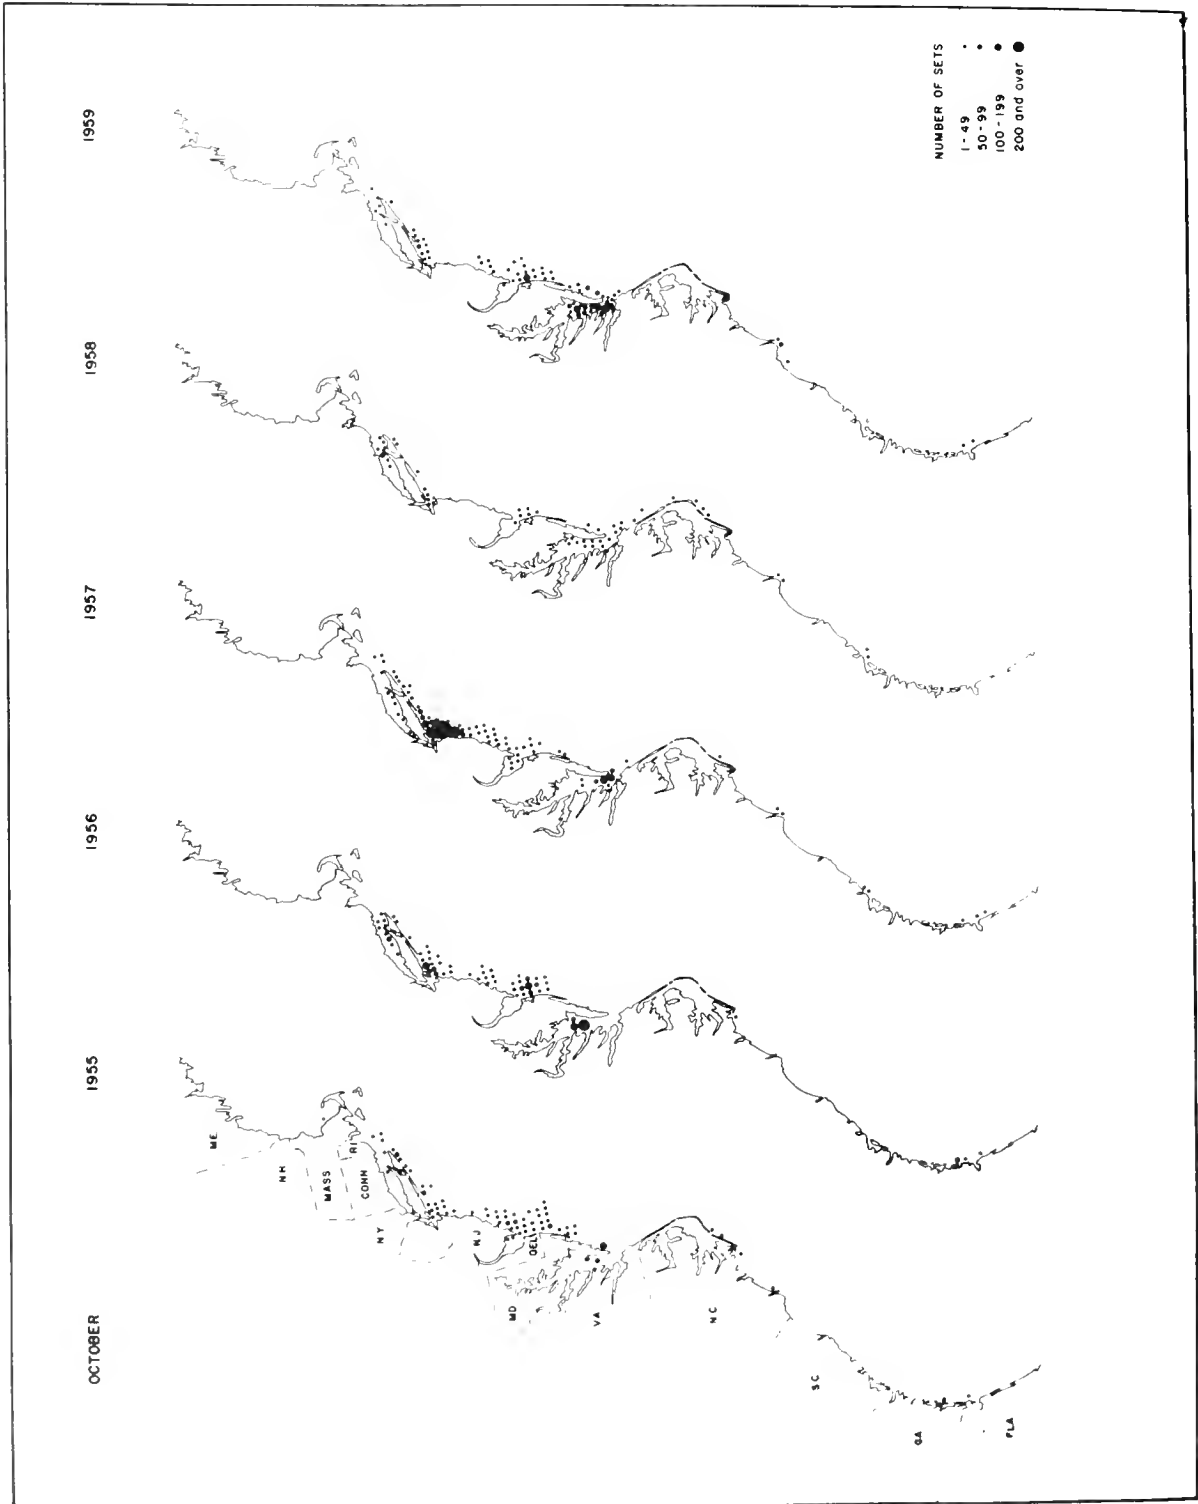 OCTOBER
1955
1956
1957
1958
1959
ME
NH
MASS
RI
CONN
NY
NJ
DEL
MD
VA
NC
SC
GA
FLA
NUMBER OF SETS
1-49
50-99
100-199
200 and over